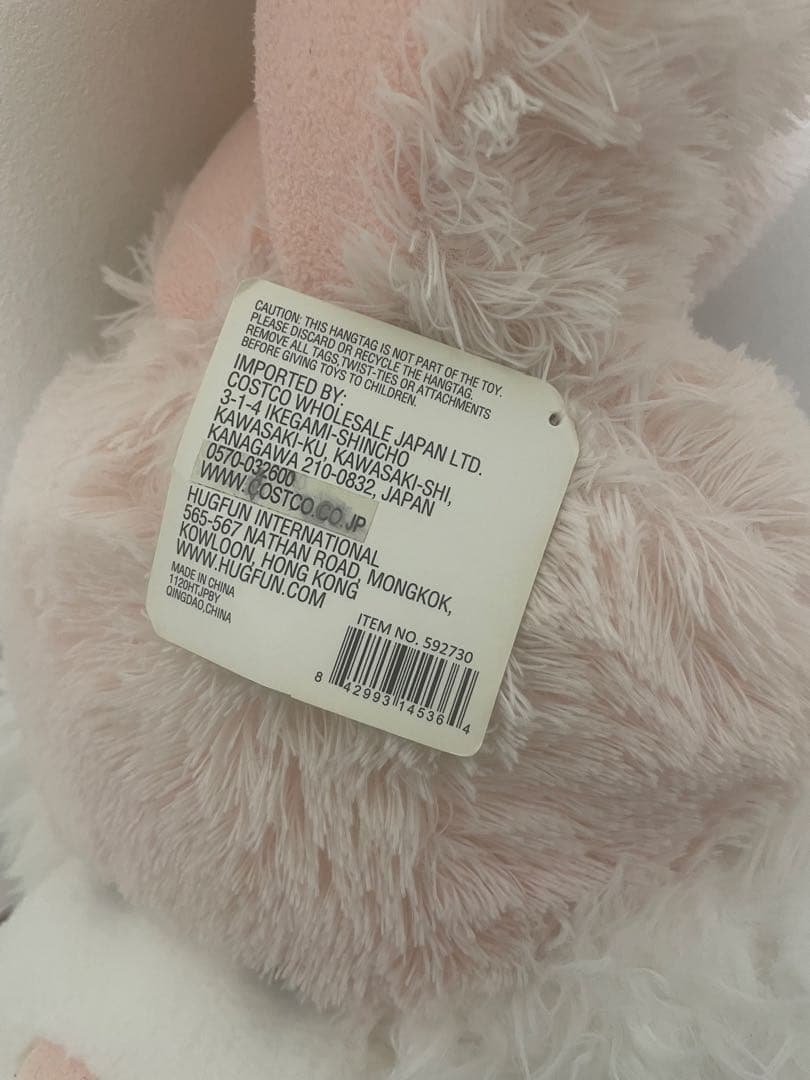 CAUTION: THIS HANGTAG IS NOT PART OF THE TOY.
PLEASE DISCARD OR RECYCLE THE HANGTAG.
REMOVE ALL TAGS, TWIST-TIES OR ATTACHMENTS
BEFORE GIVING TOYS TO CHILDREN.
IMPORTED BY:
COSTCO WHOLESALE JAPAN LTD.
3-1-4 IKEGAMI-SHINCHO
KAWASAKI-KU, KAWASAKI-SHI,
KANAGAWA 210-0832, JAPAN
0570-032600
WWW.COSTCO.CO.JP
HUGFUN INTERNATIONAL
565-567 NATHAN ROAD, MONGKOK,
KOWLOON, HONG KONG
WWW.HUGFUN.COM
MADE IN CHINA
1120HTJPBY
QINGDAO,CHINA
ITEM NO. 592730
8 42993 14536 4